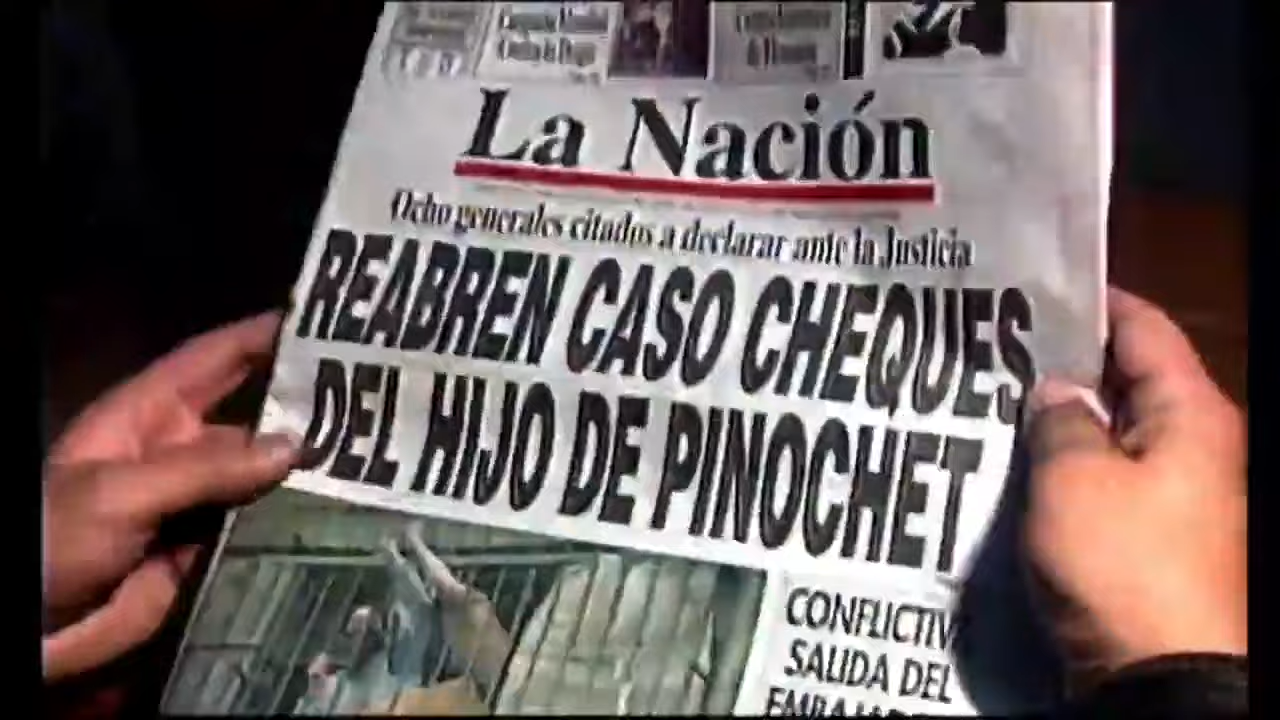 La Nación
Ocho generales citados a declarar ante la Justicia
REABREN CASO CHEQUES
DEL HIJO DE PINOCHET
CONFLICTIV
SALIDA DEL